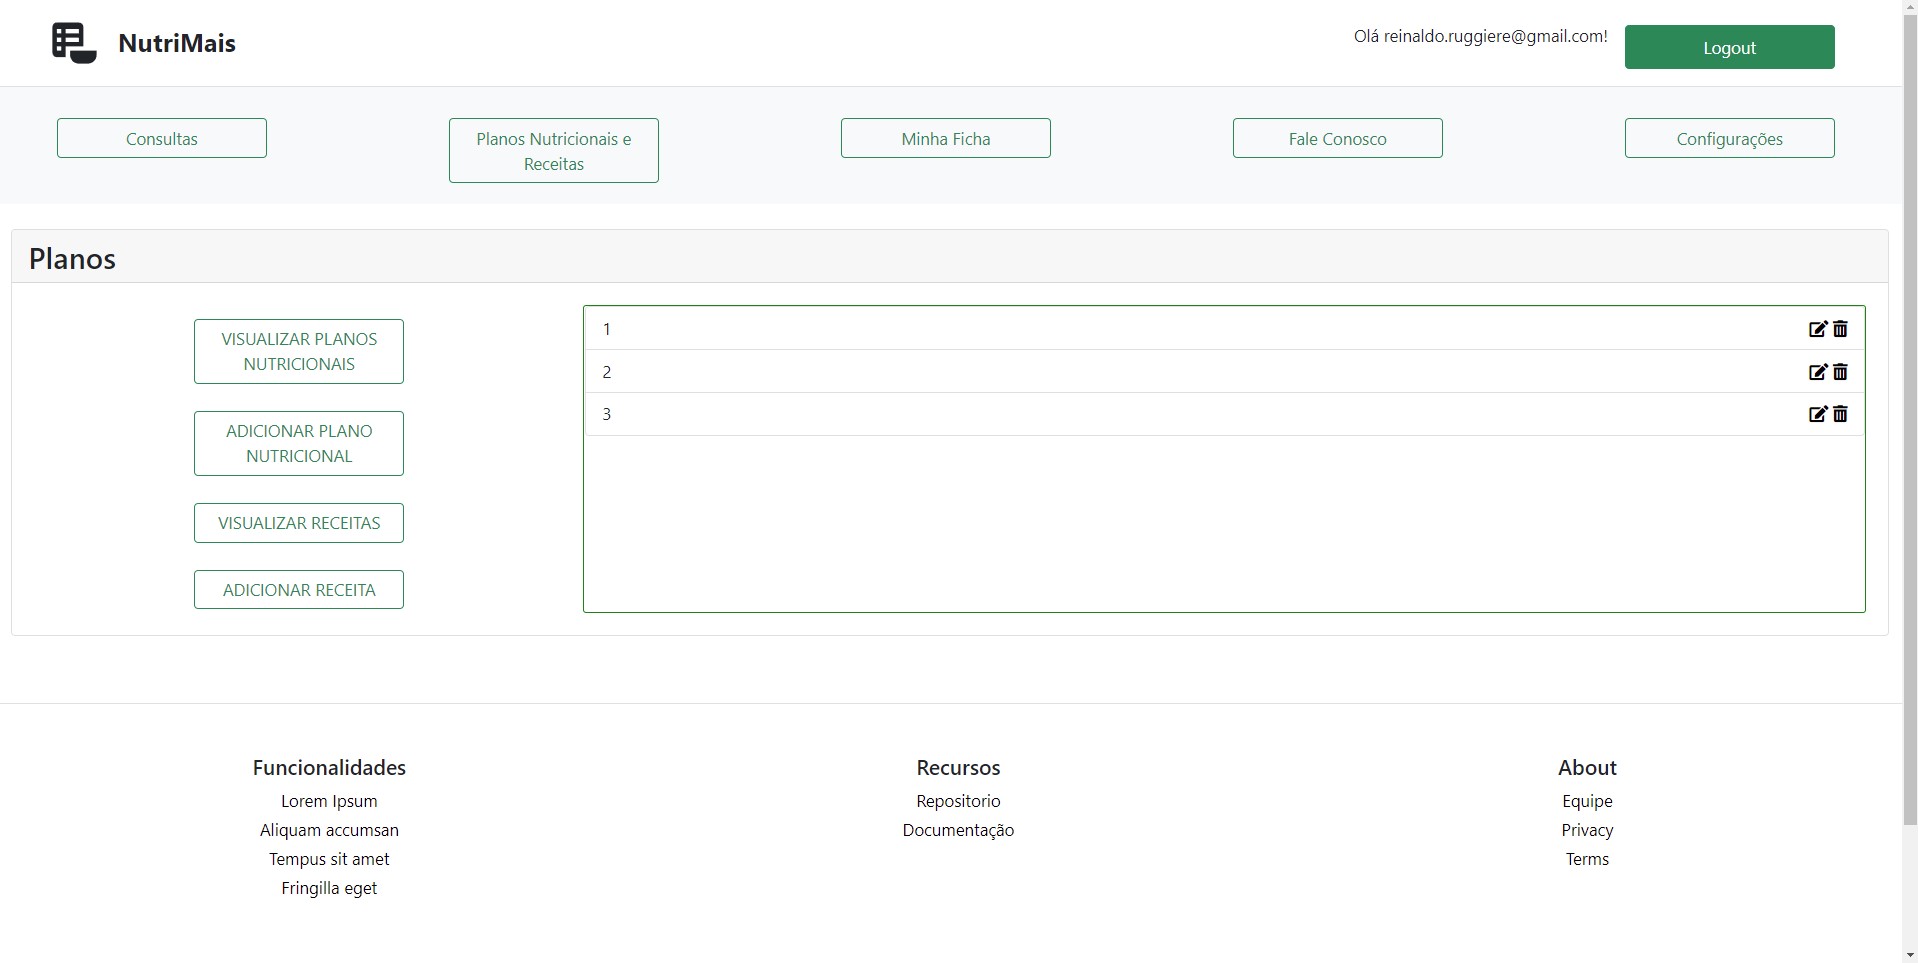 NutriMais
Olá reinaldo.ruggiere@gmail.com!
Logout
Consultas
Planos Nutricionais e
Receitas
Minha Ficha
Fale Conosco
Configurações
Planos
VISUALIZAR PLANOS
NUTRICIONAIS
ADICIONAR PLANO
NUTRICIONAL
VISUALIZAR RECEITAS
ADICIONAR RECEITA
1
2
3
Funcionalidades
Lorem Ipsum
Aliquam accumsan
Tempus sit amet
Fringilla eget
Recursos
Repositorio
Documentação
About
Equipe
Privacy
Terms